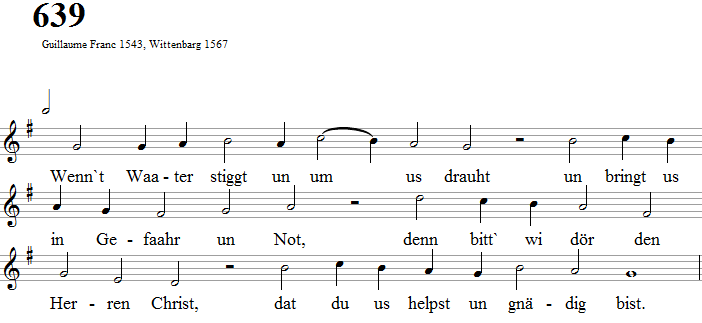 639
Guillaume Franc 1543, Wittenbarg 1567
Wenn`t Waa - ter stiggt un um us drauht un bringt us
in Ge - faahr un Not, denn bitt` wi dör den
Her - ren Christ, dat du us helpst un gnä - dig bist.